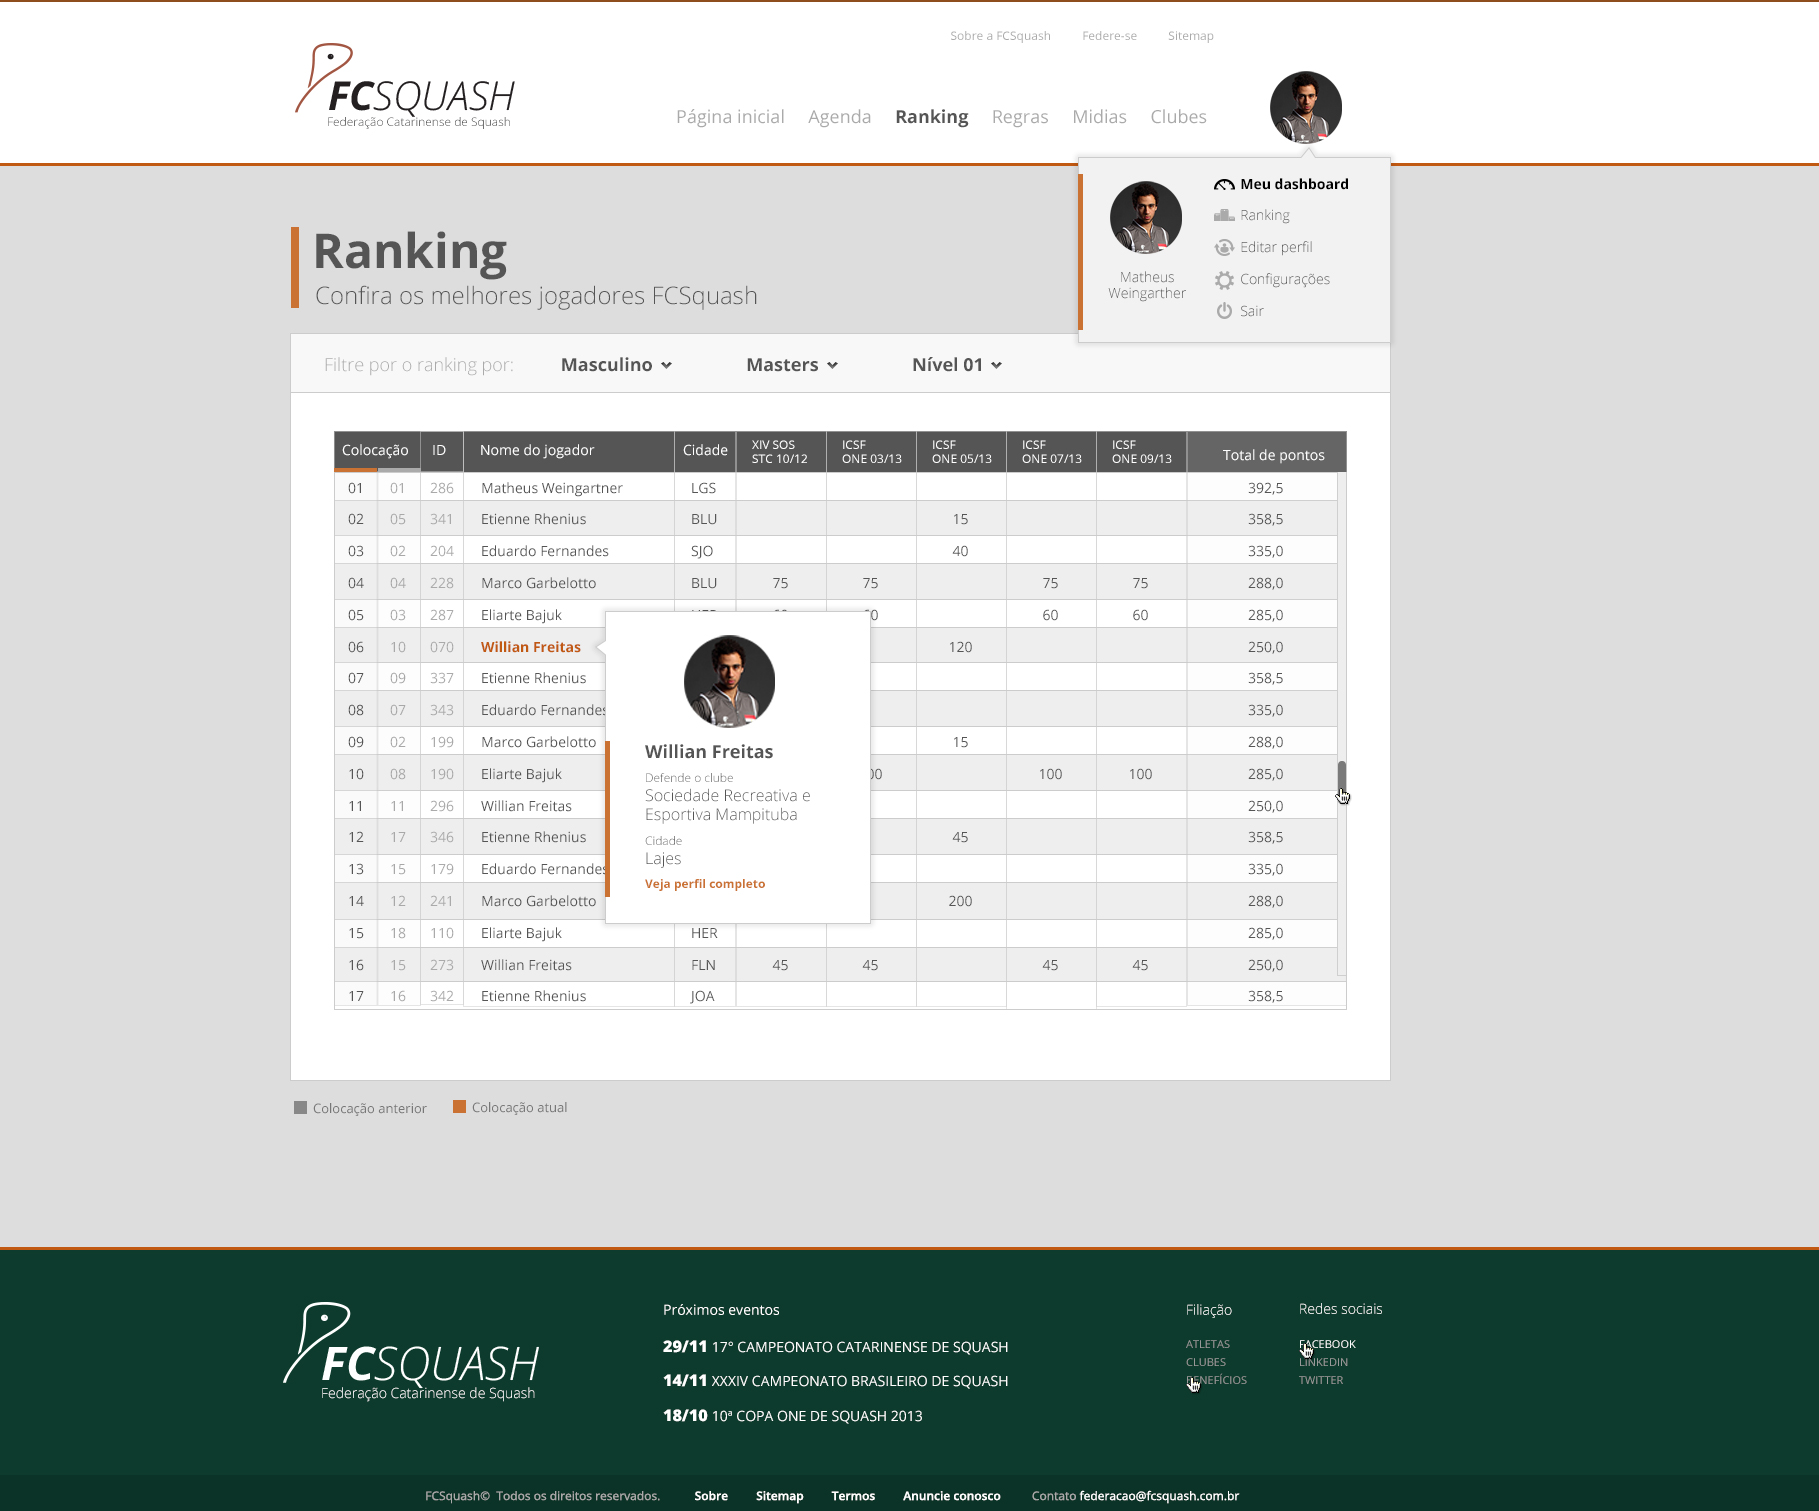 Sobre a FCSquash Federe-se Sitemap
FCSQUASH
Federação Catarinense de Squash
Página inicial Agenda Ranking Regras Midias Clubes
Meu dashboard
Ranking
Editar perfil
Configurações
Sair
Matheus
Weingarther
Ranking
Confira os melhores jogadores FCSquash
Filtre por o ranking por: Masculino Masters Nível 01
Colocação ID Nome do jogador Cidade XIV SOS STC 10/12 ICSF ONE 03/13 ICSF ONE 05/13 ICSF ONE 07/13 ICSF ONE 09/13 Total de pontos
01 01 286 Matheus Weingartner LGS 392,5
02 05 341 Etienne Rhenius BLU 15 358,5
03 02 204 Eduardo Fernandes SJO 40 335,0
04 04 228 Marco Garbelotto BLU 75 75 75 75 288,0
05 03 287 Eliarte Bajuk 60 60 285,0
06 10 070 Willian Freitas 120 250,0
07 09 337 Etienne Rhenius 358,5
08 07 343 Eduardo Fernandes 335,0
09 02 199 Marco Garbelotto 15 288,0
10 08 190 Eliarte Bajuk 100 100 285,0
11 11 296 Willian Freitas 250,0
12 17 346 Etienne Rhenius 45 358,5
13 15 179 Eduardo Fernandes 335,0
14 12 241 Marco Garbelotto 200 288,0
15 18 110 Eliarte Bajuk HER 285,0
16 15 273 Willian Freitas FLN 45 45 45 45 250,0
17 16 342 Etienne Rhenius JOA 358,5
Willian Freitas
Defende o clube
Sociedade Recreativa e
Esportiva Mampituba
Cidade
Lajes
Veja perfil completo
Colocação anterior Colocação atual
FCSQUASH
Federação Catarinense de Squash
Próximos eventos
29/11 17º CAMPEONATO CATARINENSE DE SQUASH
14/11 XXXIV CAMPEONATO BRASILEIRO DE SQUASH
18/10 10ª COPA ONE DE SQUASH 2013
Filiação
ATLETAS
CLUBES
BENEFÍCIOS
Redes sociais
FACEBOOK
LINKEDIN
TWITTER
FCSquash© Todos os direitos reservados. Sobre Sitemap Termos Anuncie conosco Contato federacao@fcsquash.com.br